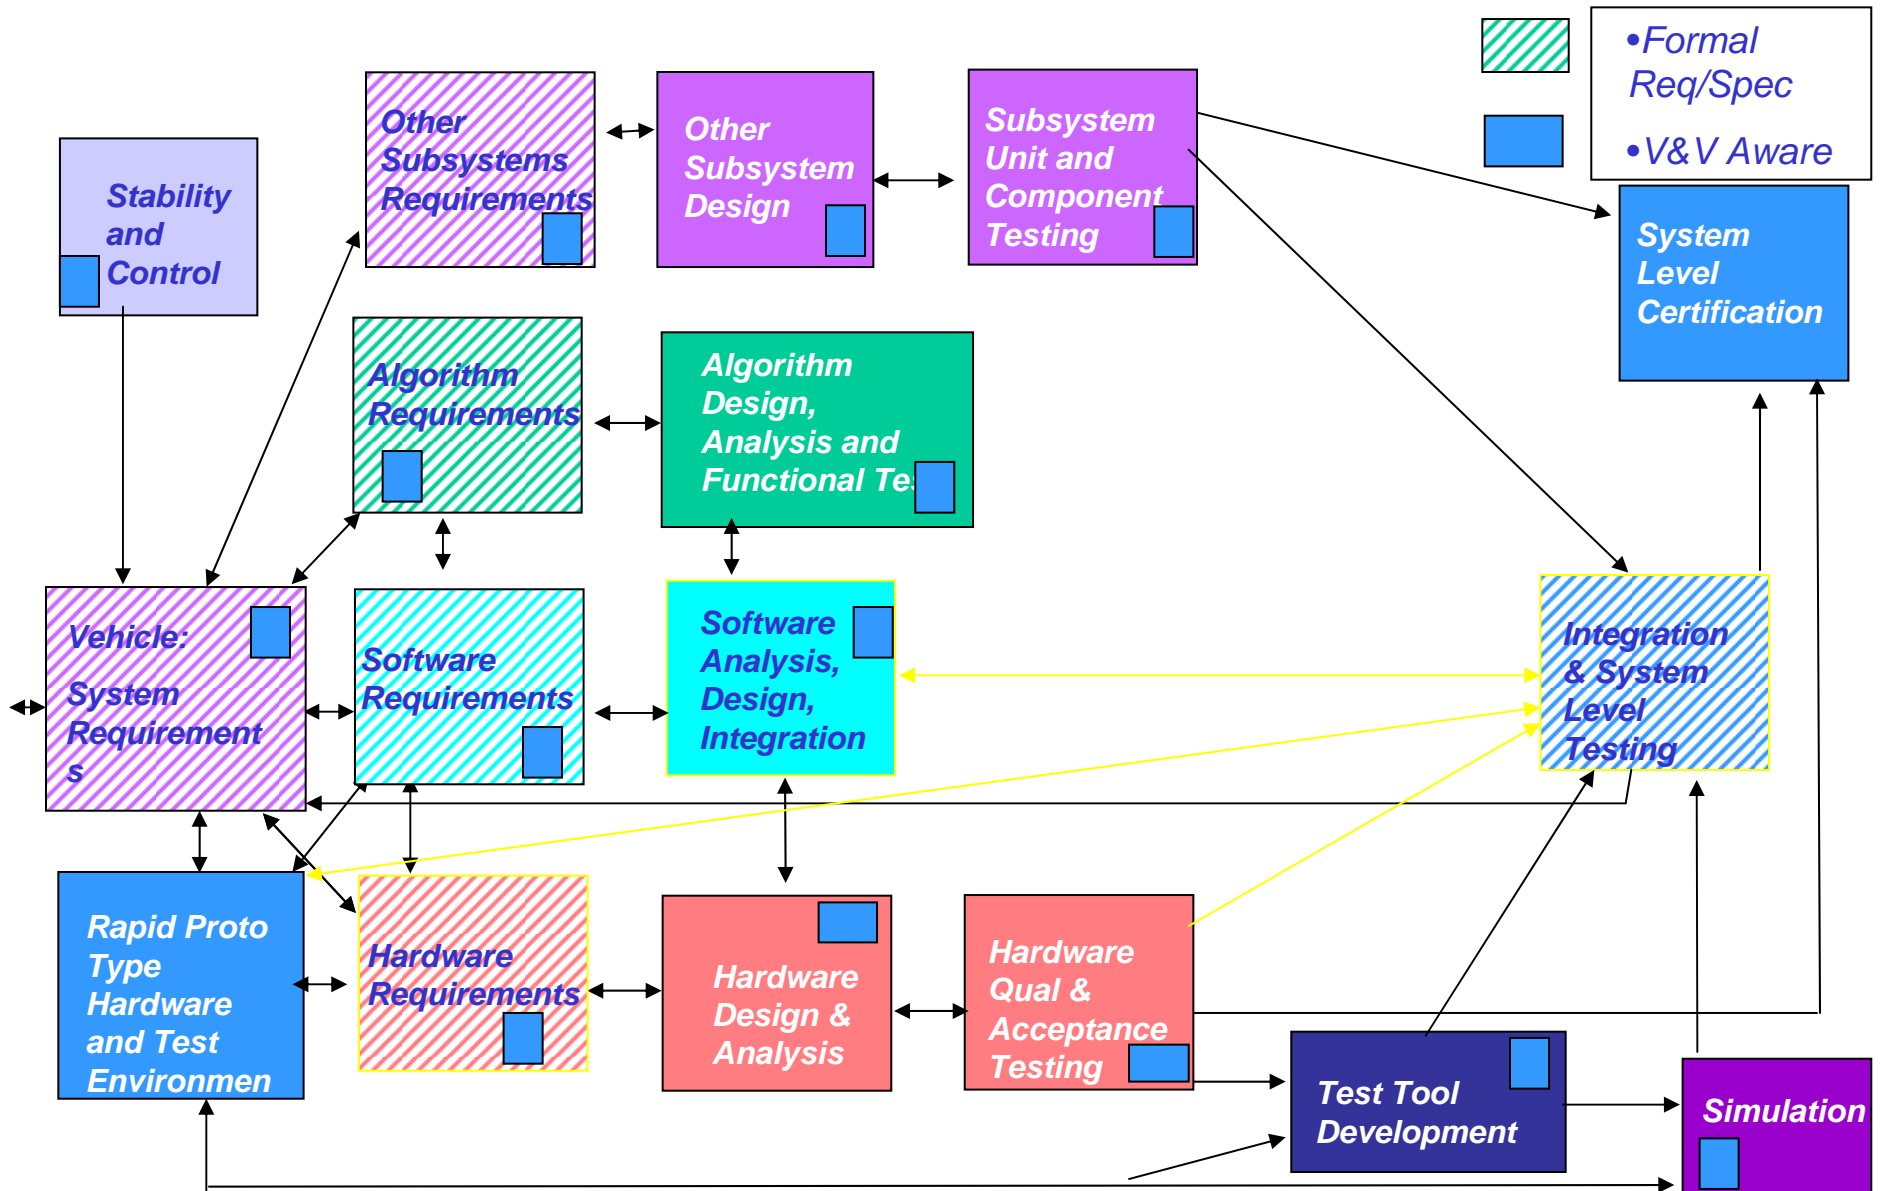 •Formal
Req/Spec
•V&V Aware
Other
Subsystems
Requirements
Other
Subsystem
Design
Subsystem
Unit and
Component
Testing
Stability
and
Control
System
Level
Certification
Algorithm
Requirements
Algorithm
Design,
Analysis and
Functional Tes
Vehicle:
System
Requirement
s
Software
Requirements
Software
Analysis,
Design,
Integration
Integration
& System
Level
Testing
Rapid Proto
Type
Hardware
and Test
Environmen
Hardware
Requirements
Hardware
Design &
Analysis
Hardware
Qual &
Acceptance
Testing
Test Tool
Development
Simulation